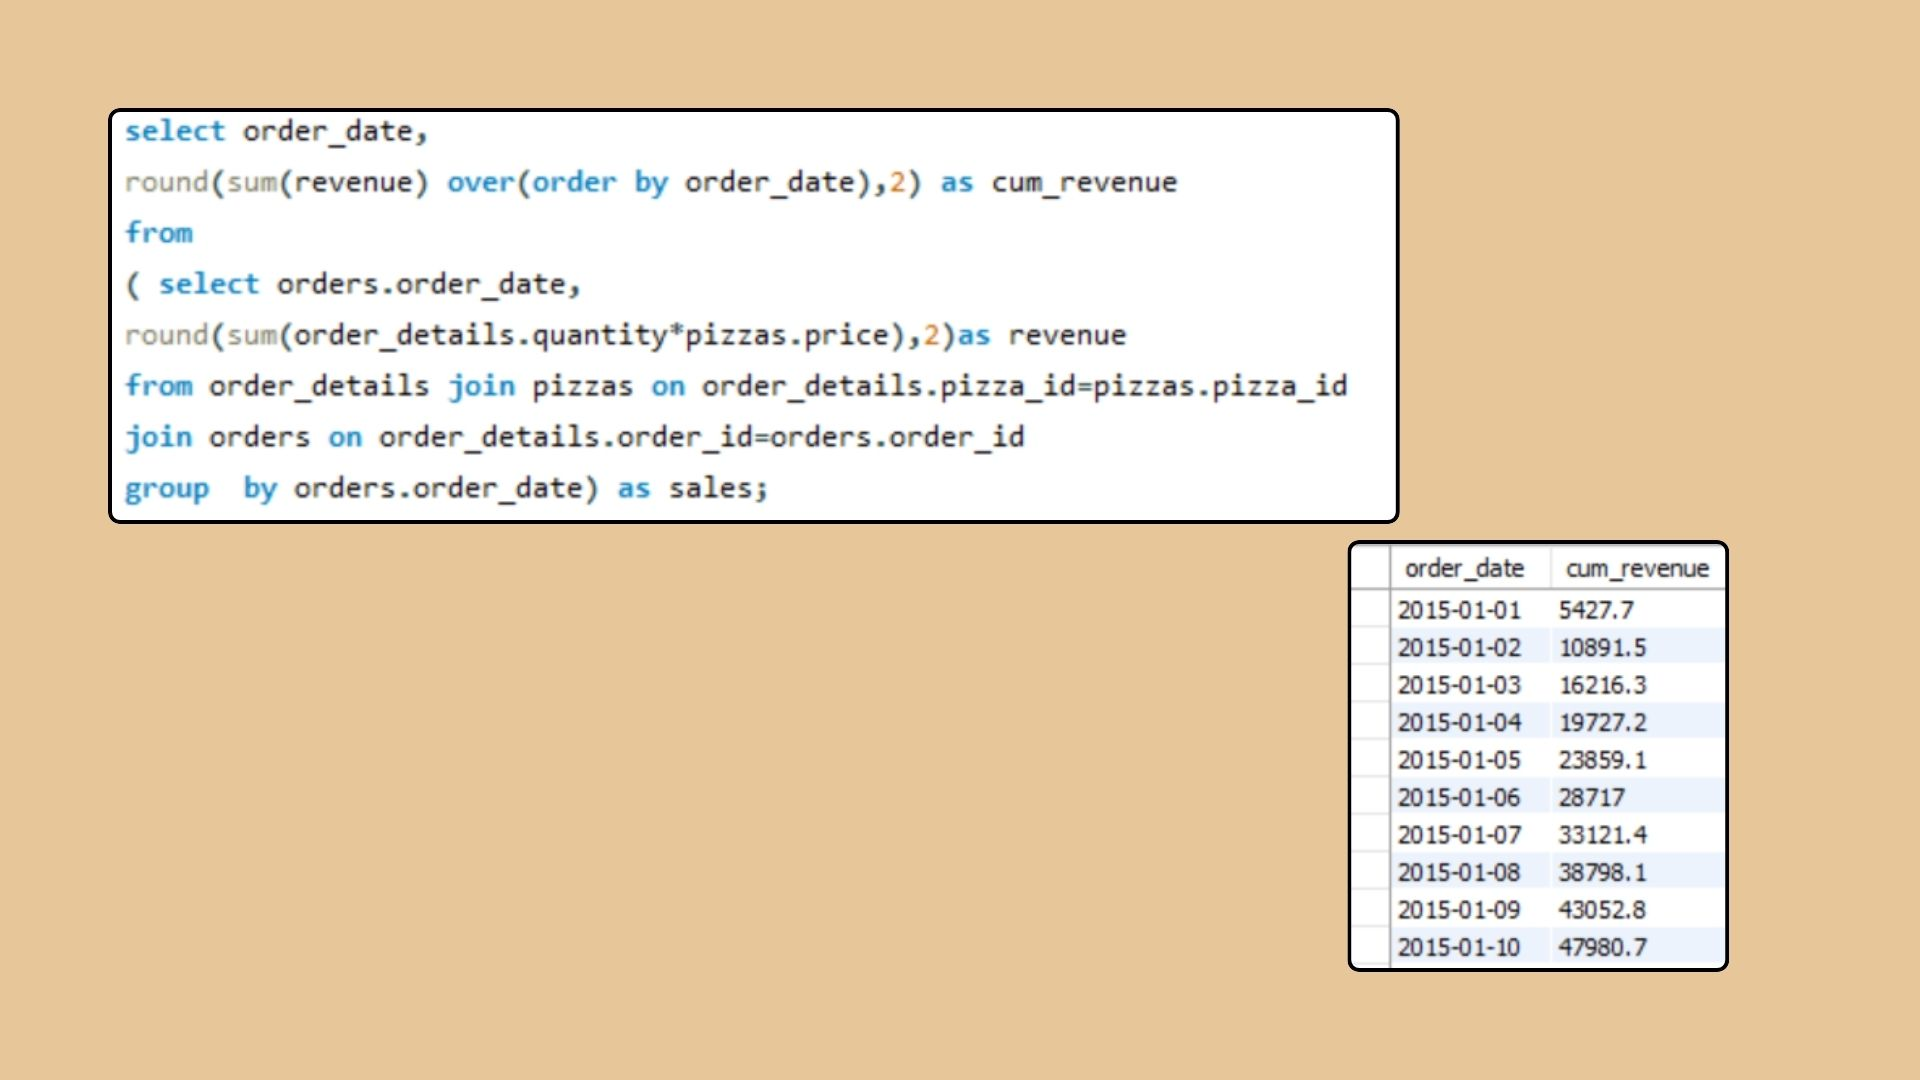 select order_date,
round(sum(revenue) over(order by order_date),2) as cum_revenue
from
( select orders.order_date,
round(sum(order_details.quantity*pizzas.price),2)as revenue
from order_details join pizzas on order_details.pizza_id=pizzas.pizza_id
join orders on order_details.order_id=orders.order_id
group  by orders.order_date) as sales;
order_date cum_revenue
2015-01-01 5427.7
2015-01-02 10891.5
2015-01-03 16216.3
2015-01-04 19727.2
2015-01-05 23859.1
2015-01-06 28717
2015-01-07 33121.4
2015-01-08 38798.1
2015-01-09 43052.8
2015-01-10 47980.7